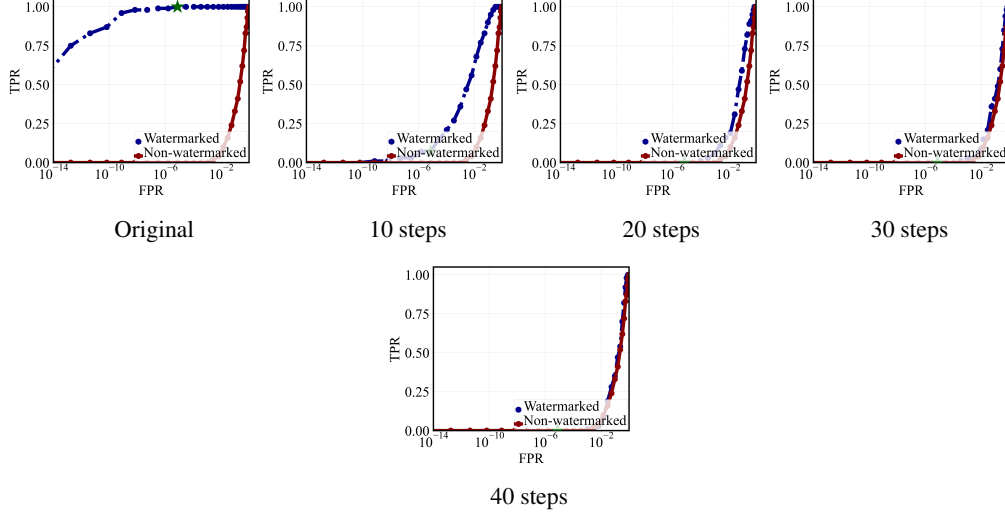 1.00 1.00 1.00 1.00
0.75 0.75 0.75 0.75
TPR TPR TPR TPR
0.50 0.50 0.50 0.50
0.25 0.25 0.25 0.25
Watermarked Watermarked Watermarked Watermarked
Non-watermarked Non-watermarked Non-watermarked Non-watermarked
0.00 0.00 0.00 0.00
10⁻¹⁴ 10⁻¹⁰ 10⁻⁶ 10⁻² 10⁻¹⁴ 10⁻¹⁰ 10⁻⁶ 10⁻² 10⁻¹⁴ 10⁻¹⁰ 10⁻⁶ 10⁻² 10⁻¹⁴ 10⁻¹⁰ 10⁻⁶ 10⁻²
FPR FPR FPR FPR
Original 10 steps 20 steps 30 steps
1.00
0.75
TPR
0.50
0.25
Watermarked
Non-watermarked
0.00
10⁻¹⁴ 10⁻¹⁰ 10⁻⁶ 10⁻²
FPR
40 steps